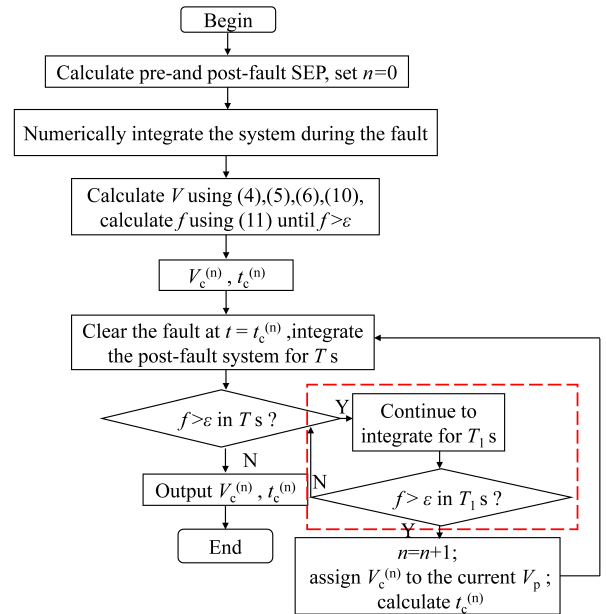 Begin
Calculate pre-and post-fault SEP, set n=0
Numerically integrate the system during the fault
Calculate V using (4),(5),(6),(10),
calculate f using (11) until f>ε
V_c^(n) , t_c^(n)
Clear the fault at t = t_c^(n) ,integrate
the post-fault system for T s
f>ε in T s ?
Y
Continue to
integrate for T_1 s
N
N
f> ε in T_1 s ?
Output V_c^(n) , t_c^(n)
Y
End
n=n+1;
assign V_c^(n) to the current V_p ;
calculate t_c^(n)